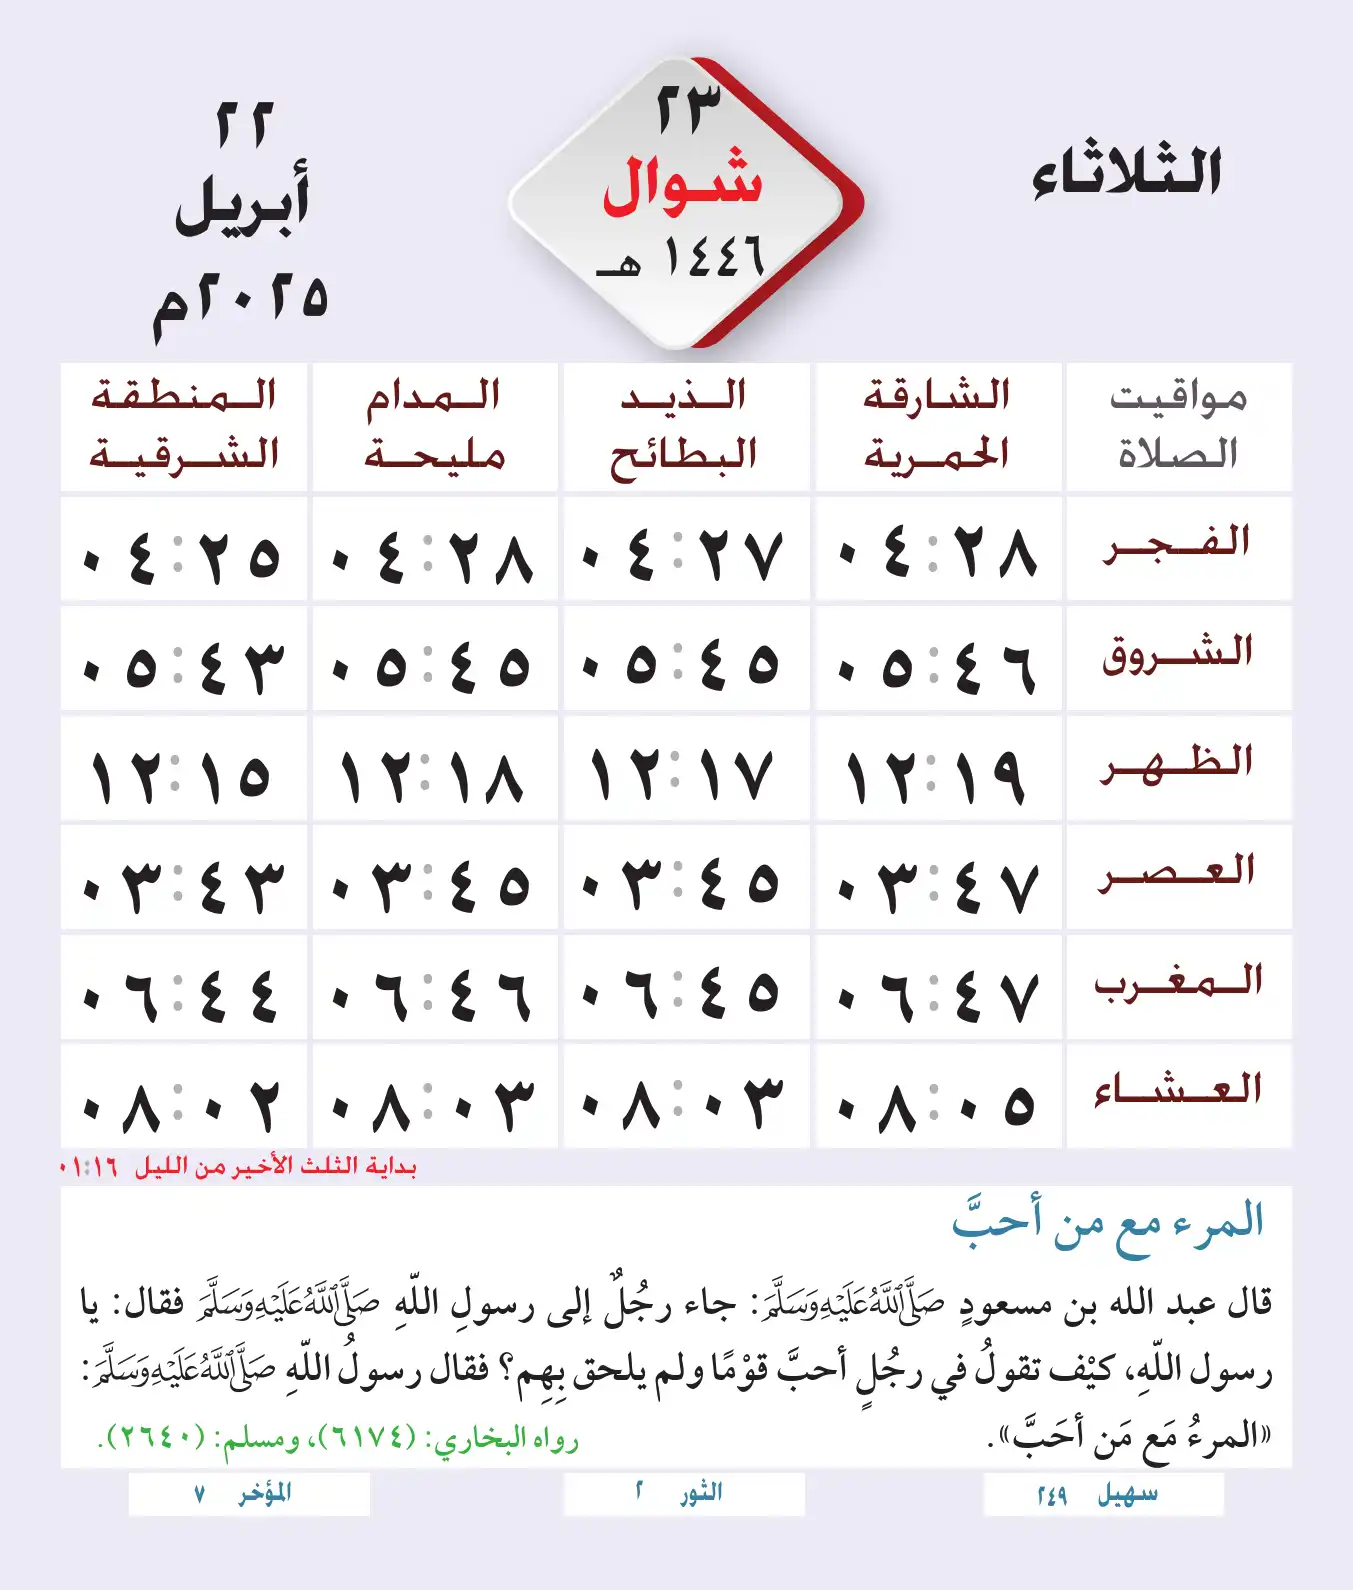 الثلاثاء
٢٣
شوال
١٤٤٦ هـ
٢٢
أبريل
٢٠٢٥م
مواقيت الصلاة الشارقة الحمرية الذيد البطائح المدام مليحة المنطقة الشرقية
الفجر ٠٤:٢٨ ٠٤:٢٧ ٠٤:٢٨ ٠٤:٢٥
الشروق ٠٥:٤٦ ٠٥:٤٥ ٠٥:٤٥ ٠٥:٤٣
الظهر ١٢:١٩ ١٢:١٧ ١٢:١٨ ١٢:١٥
العصر ٠٣:٤٧ ٠٣:٤٥ ٠٣:٤٥ ٠٣:٤٣
المغرب ٠٦:٤٧ ٠٦:٤٥ ٠٦:٤٦ ٠٦:٤٤
العشاء ٠٨:٠٥ ٠٨:٠٣ ٠٨:٠٣ ٠٨:٠٢
بداية الثلث الأخير من الليل ٠١:١٦
المرء مع من أحبَّ
قال عبد الله بن مسعودٍ صَلَّى اللَّهُ عَلَيْهِ وَسَلَّمَ: جاء رجُلٌ إلى رسولِ اللّهِ صَلَّى اللَّهُ عَلَيْهِ وَسَلَّمَ فقال: يا
رسول اللّهِ، كيْف تقولُ في رجُلٍ أحبَّ قوْمًا ولم يلحق بِهِم؟ فقال رسولُ اللّهِ صَلَّى اللَّهُ عَلَيْهِ وَسَلَّمَ:
«المرءُ مَع مَن أحَبَّ». رواه البخاري: (٦١٧٤)، ومسلم: (٢٦٤٠).
سهيل ٢٤٩ الثور ٢ المؤخر ٧